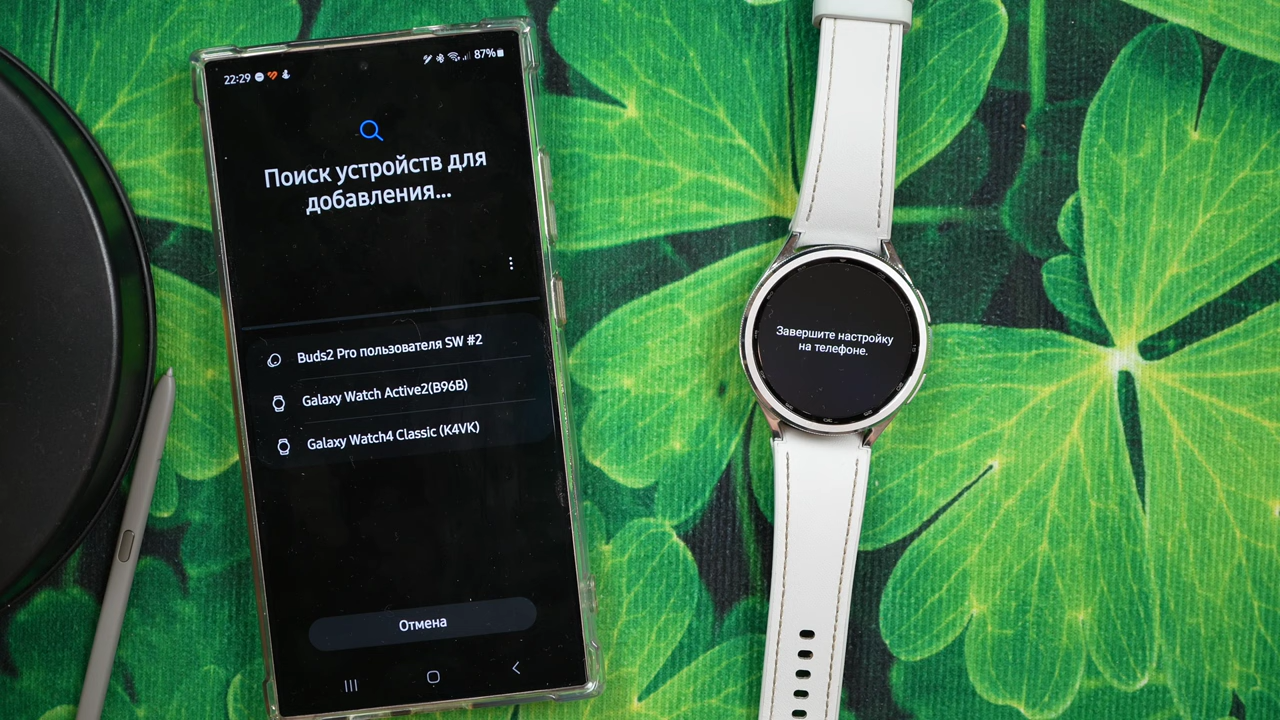 22:29
87%
Поиск устройств для
добавления...
Buds2 Pro пользователя SW #2
Galaxy Watch Active2(B96B)
Galaxy Watch4 Classic (K4VK)
Отмена
Завершите настройку
на телефоне.